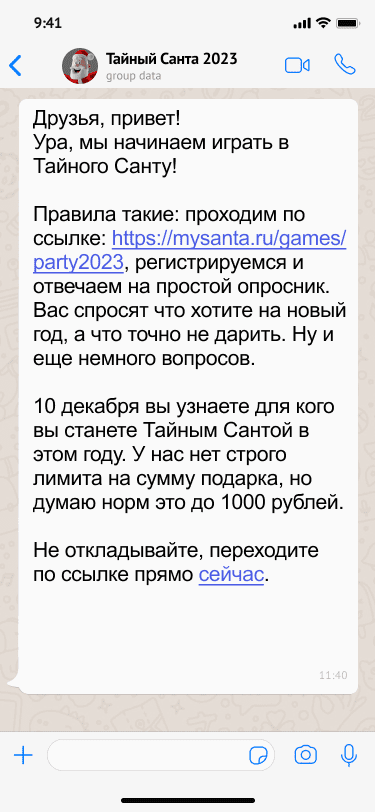 9:41
Тайный Санта 2023
group data
Друзья, привет!
Ура, мы начинаем играть в
Тайного Санту!
Правила такие: проходим по
ссылке: https://mysanta.ru/games/
party2023, регистрируемся и
отвечаем на простой опросник.
Вас спросят что хотите на новый
год, а что точно не дарить. Ну и
еще немного вопросов.
10 декабря вы узнаете для кого
вы станете Тайным Сантой в
этом году. У нас нет строго
лимита на сумму подарка, но
думаю норм это до 1000 рублей.
Не откладывайте, переходите
по ссылке прямо сейчас.
11:40